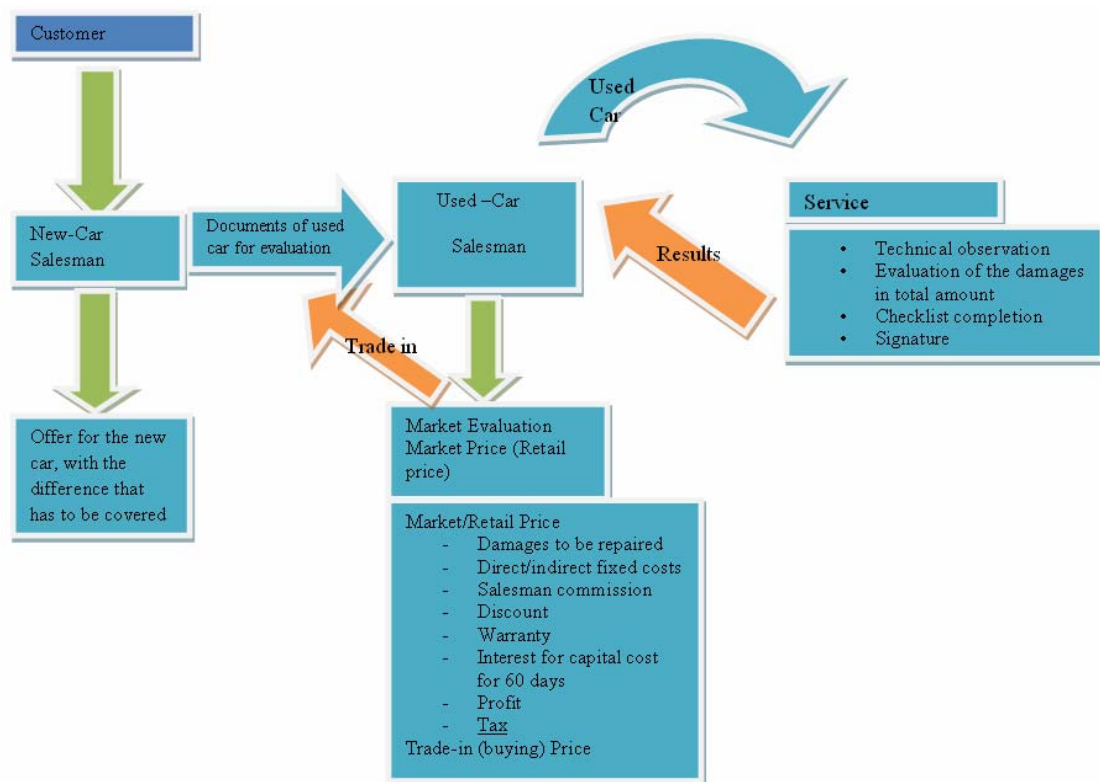 Customer
New-Car
Salesman
Documents of used
car for evaluation
Used –Car
Salesman
Used
Car
Service
• Technical observation
• Evaluation of the damages
in total amount
• Checklist completion
• Signature
Results
Trade in
Offer for the new
car, with the
difference that
has to be covered
Market Evaluation
Market Price (Retail
price)
Market/Retail Price
- Damages to be repaired
- Direct/indirect fixed costs
- Salesman commission
- Discount
- Warranty
- Interest for capital cost
for 60 days
- Profit
- Tax
Trade-in (buying) Price